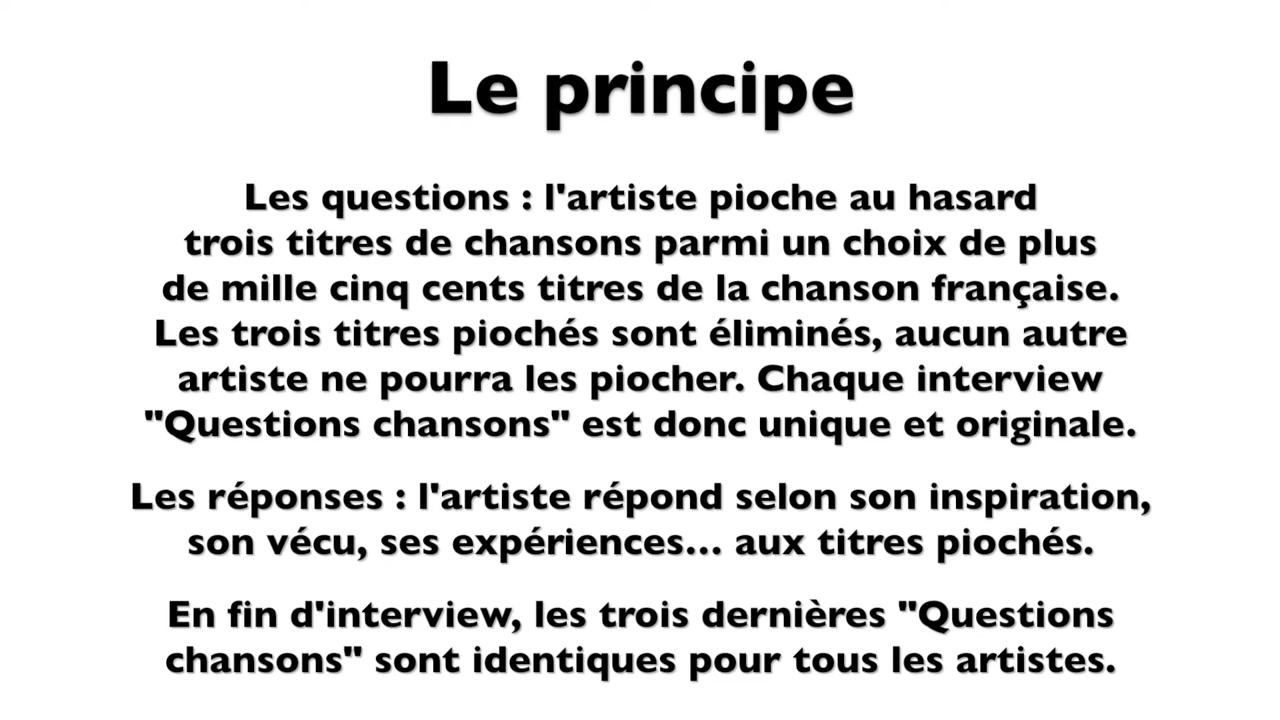 Le principe
Les questions : l'artiste pioche au hasard
trois titres de chansons parmi un choix de plus
de mille cinq cents titres de la chanson française.
Les trois titres piochés sont éliminés, aucun autre
artiste ne pourra les piocher. Chaque interview
"Questions chansons" est donc unique et originale.
Les réponses : l'artiste répond selon son inspiration,
son vécu, ses expériences... aux titres piochés.
En fin d'interview, les trois dernières "Questions
chansons" sont identiques pour tous les artistes.